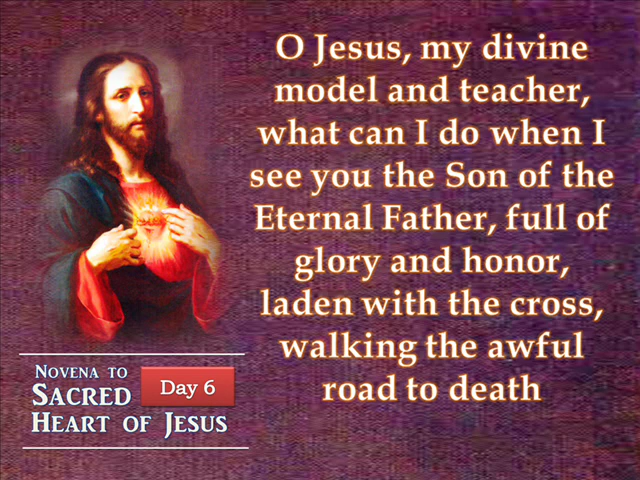 O Jesus, my divine
model and teacher,
what can I do when I
see you the Son of the
Eternal Father, full of
glory and honor,
laden with the cross,
walking the awful
road to death
Novena to
Sacred
Day 6
Heart of Jesus